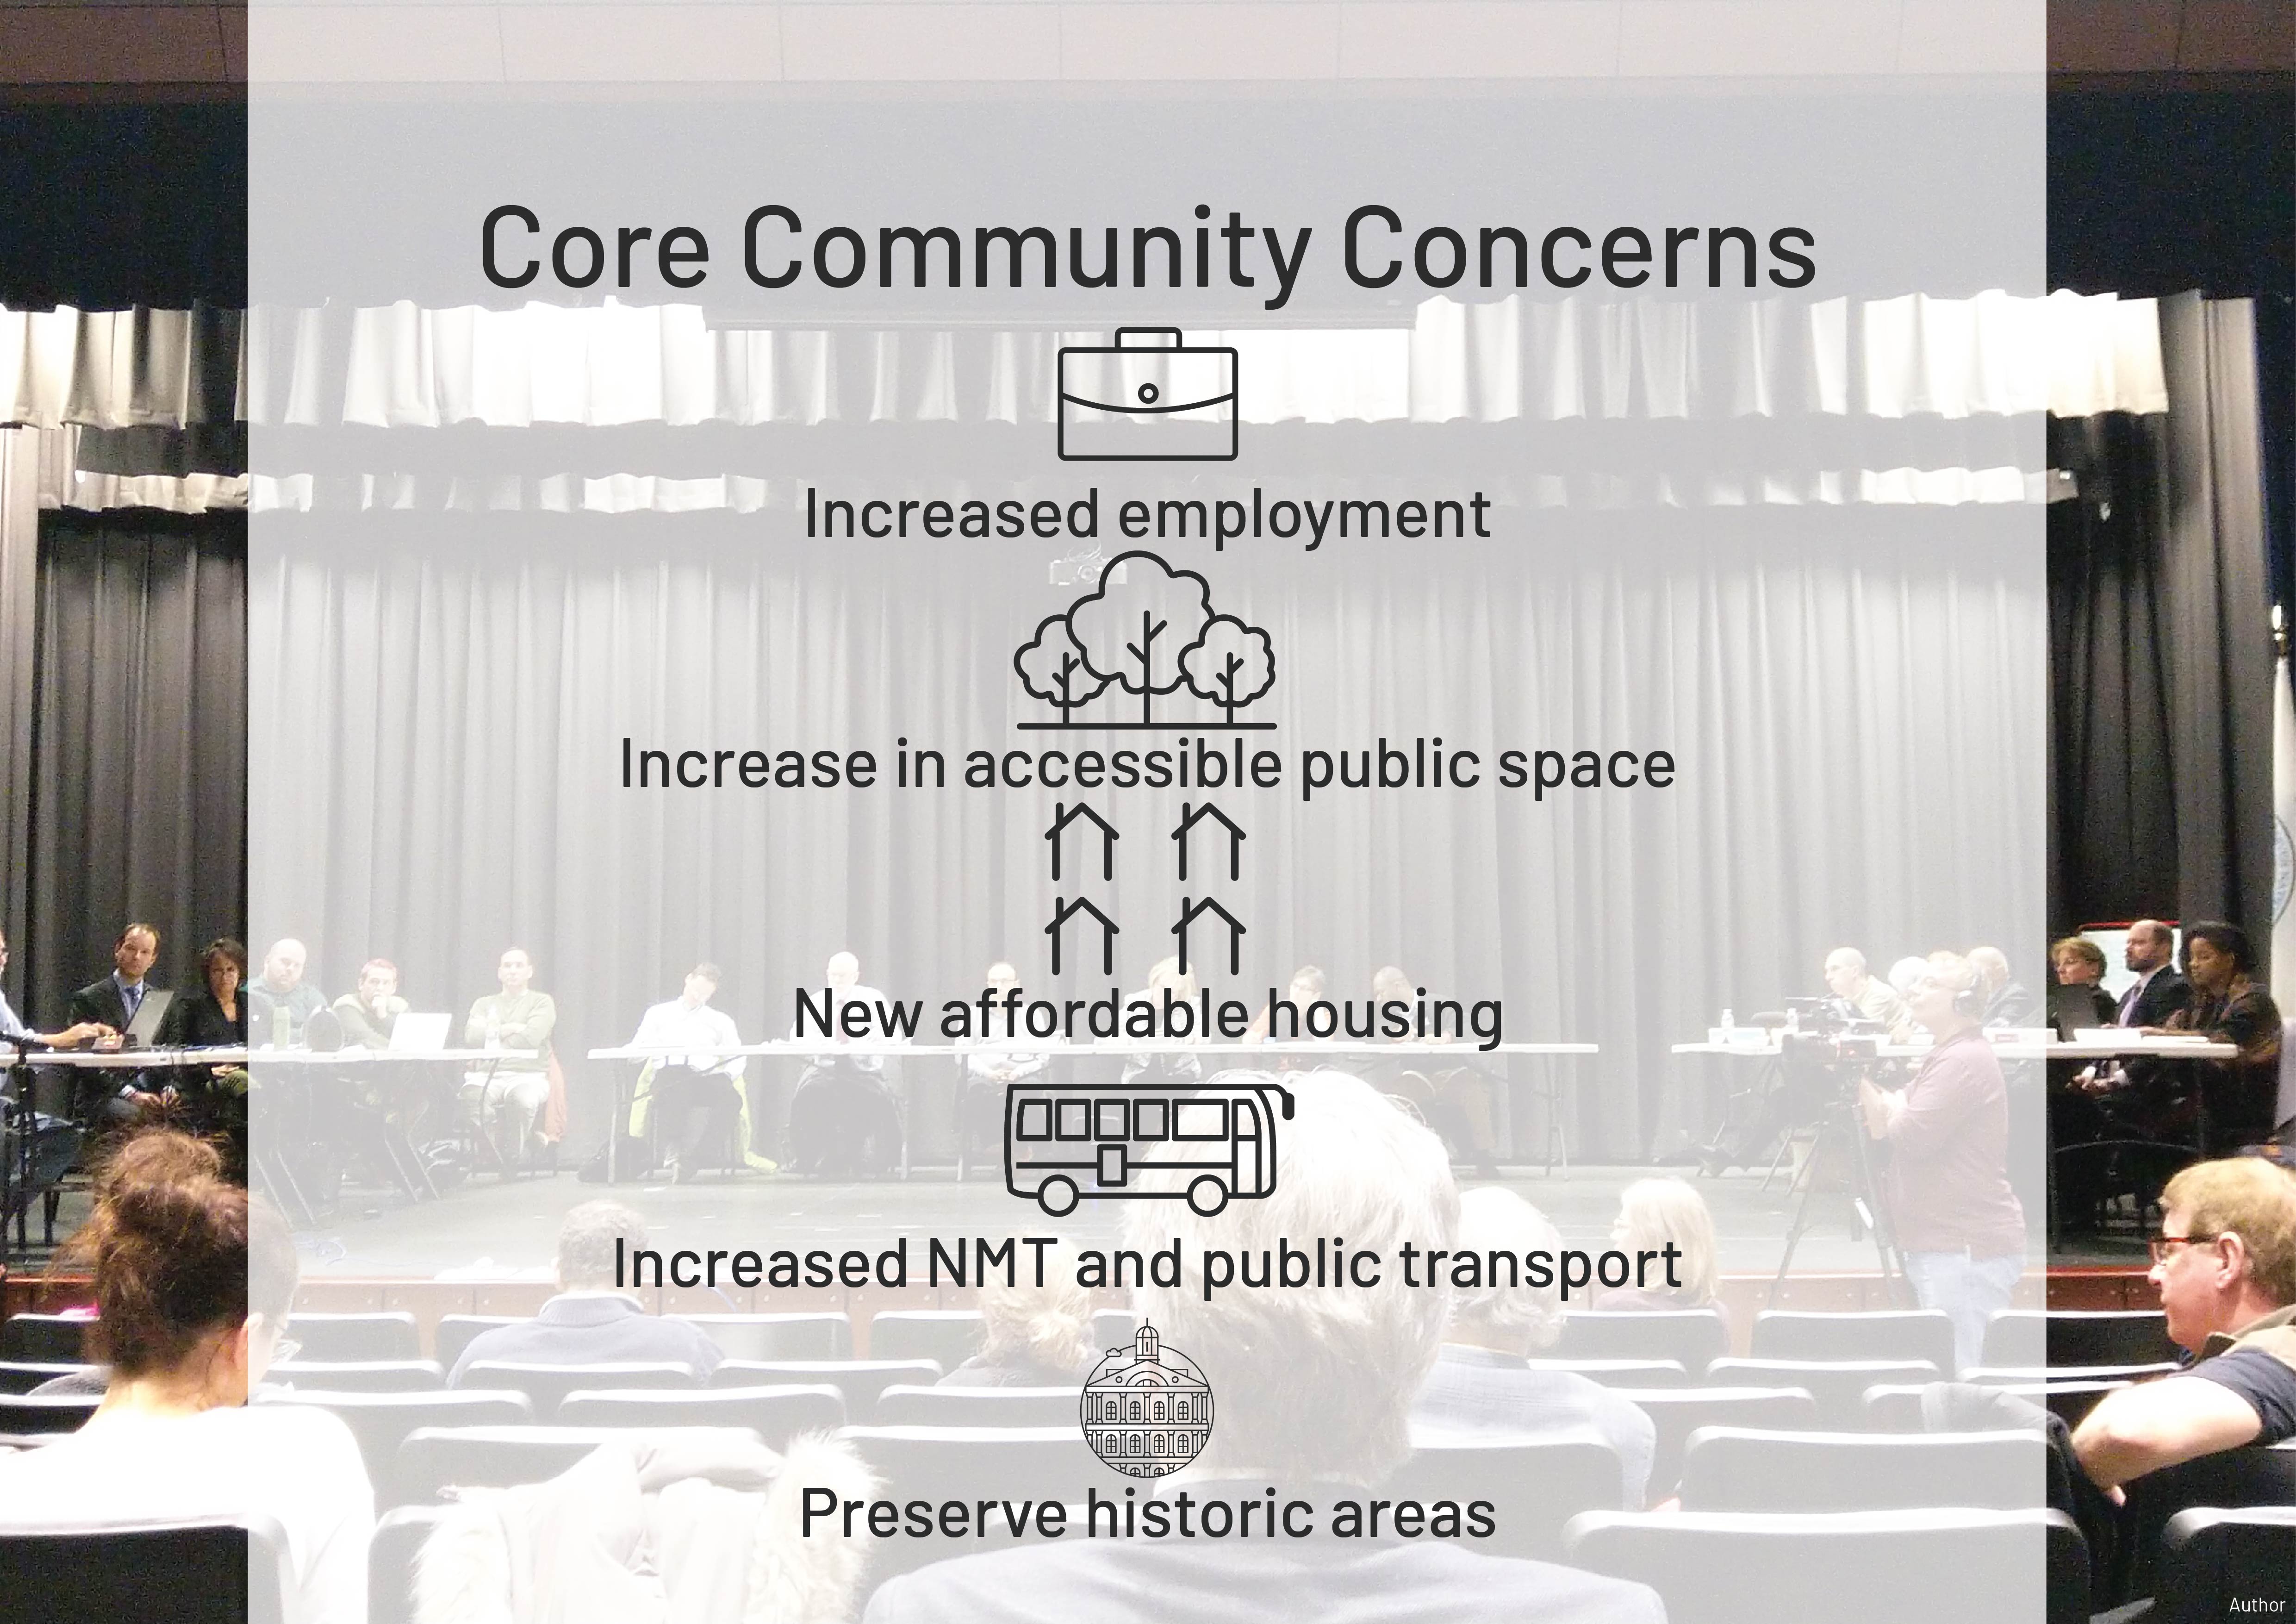 Core Community Concerns
Increased employment
Increase in accessible public space
New affordable housing
Increased NMT and public transport
Preserve historic areas
Author